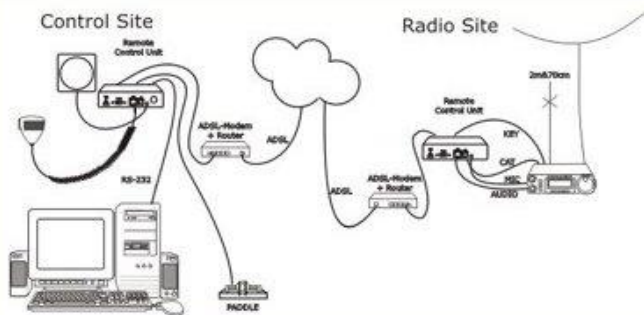 Control Site
Radio Site
Remote
Control Unit
2m&70cm
Remote
Control Unit
ADSL-Modem
+ Router
ADSL
KEY
CAT
MIC
AUDIO
RS-232
ADSL
ADSL-Modem
+ Router
PADDLE